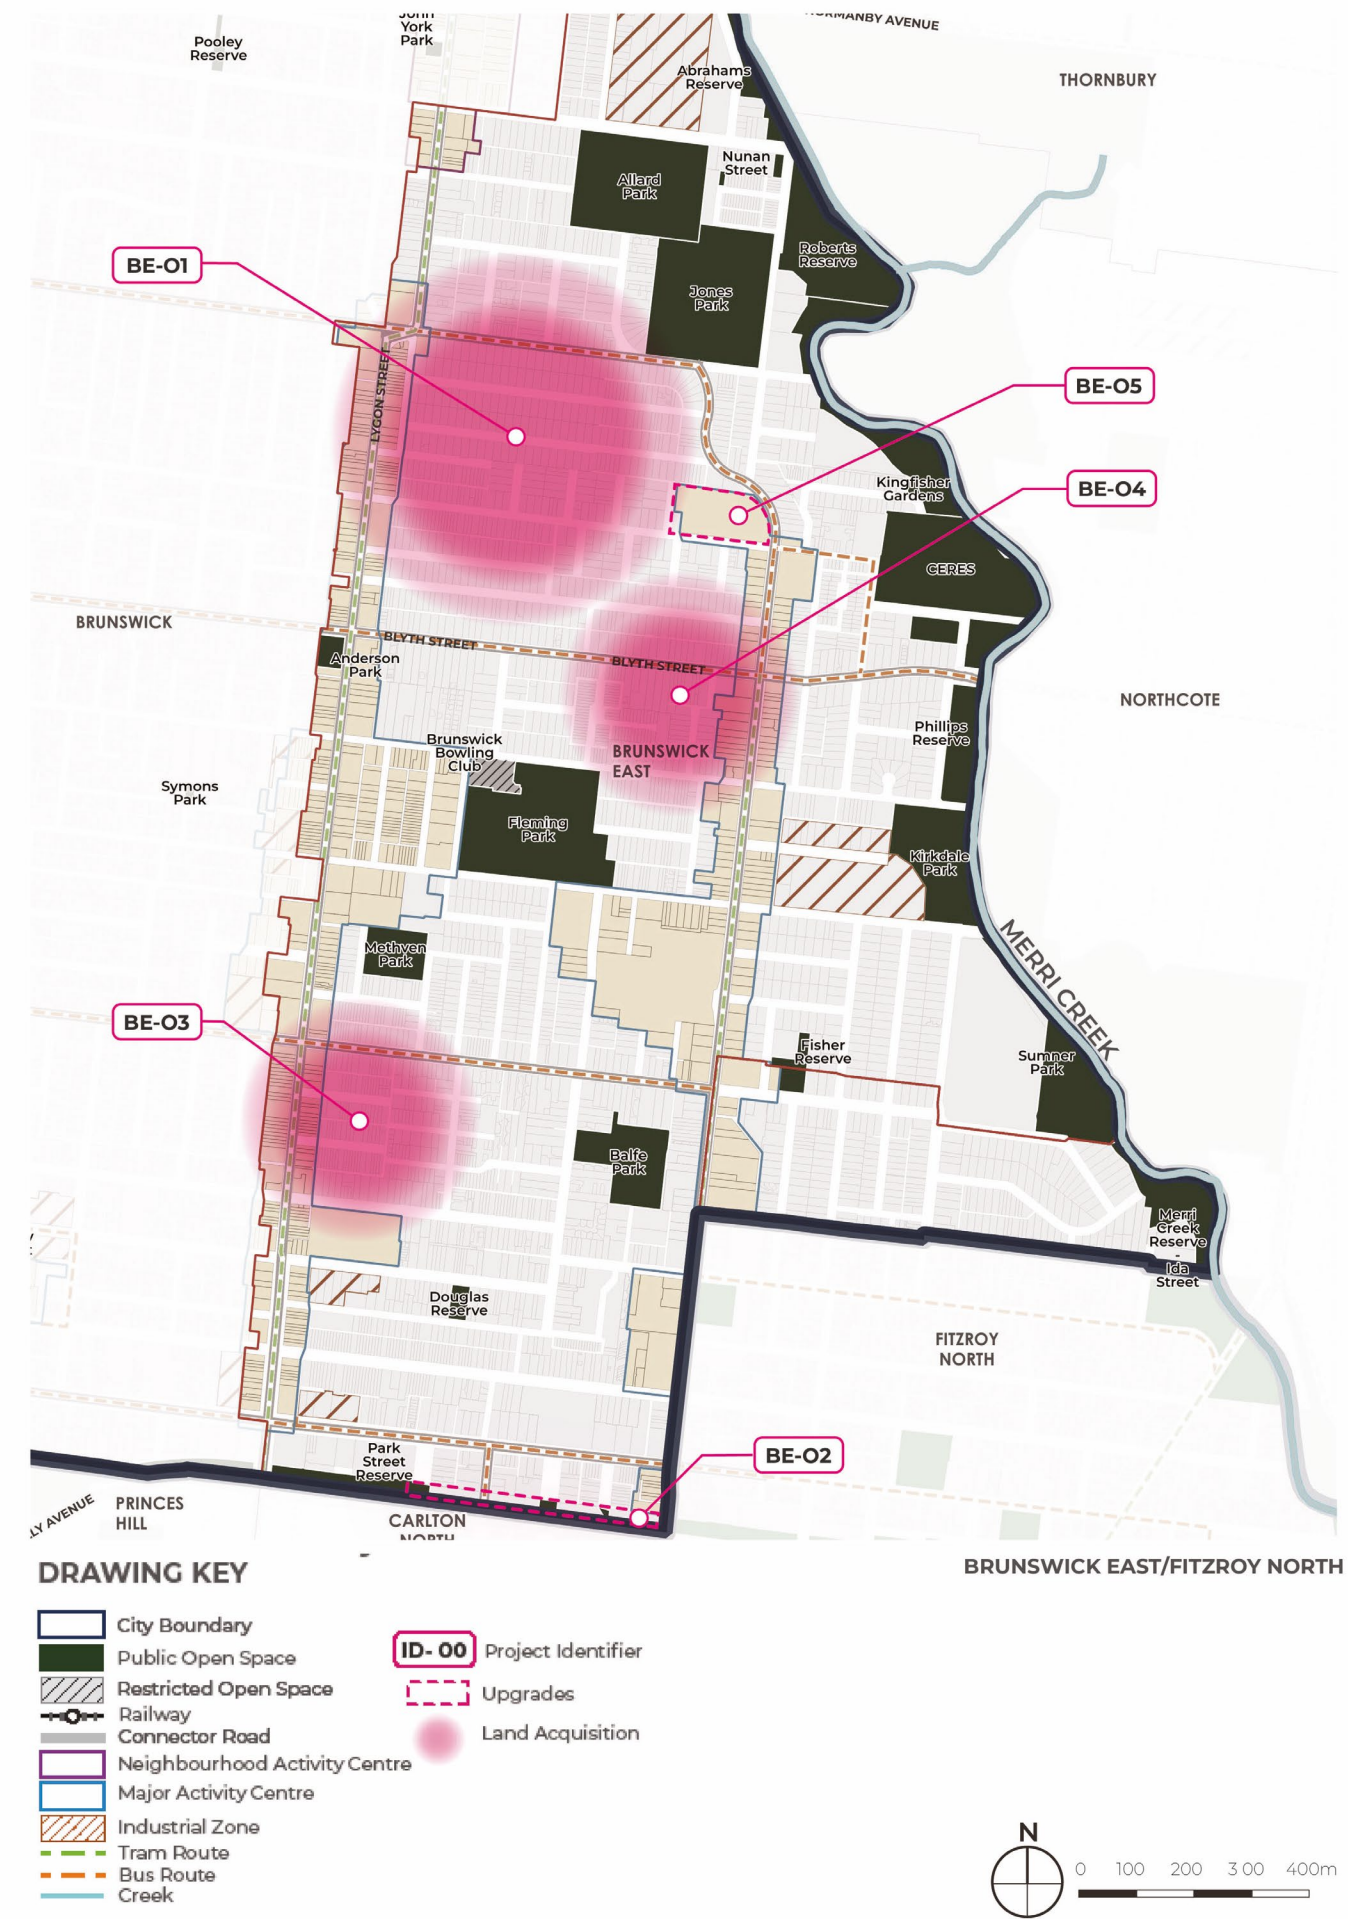 John
York
Park
Pooley
Reserve
NORMANBY AVENUE
THORNBURY
Abrahams
Reserve
Nunan
Street
Allard
Park
Roberts
Reserve
BE-01
Jones
Park
LYGON STREET
BE-05
Kingfisher
Gardens
BE-04
CERES
BRUNSWICK
BLYTH STREET
BLYTH STREET
Anderson
Park
NORTHCOTE
Phillips
Reserve
Brunswick
Bowling
Club
BRUNSWICK
EAST
Symons
Park
Fleming
Park
Kirkdale
Park
MERRI CREEK
Methven
Park
BE-03
Fisher
Reserve
Sumner
Park
Balfe
Park
Merri
Creek
Reserve
-
Ida
Street
Douglas
Reserve
FITZROY
NORTH
Park
Street
Reserve
BE-02
LY AVENUE
PRINCES
HILL
CARLTON
NORTH
DRAWING KEY
BRUNSWICK EAST/FITZROY NORTH
City Boundary
Public Open Space
Restricted Open Space
Railway
Connector Road
Neighbourhood Activity Centre
Major Activity Centre
Industrial Zone
Tram Route
Bus Route
Creek
ID- 00 Project Identifier
Upgrades
Land Acquisition
N
0 100 200 300 400m